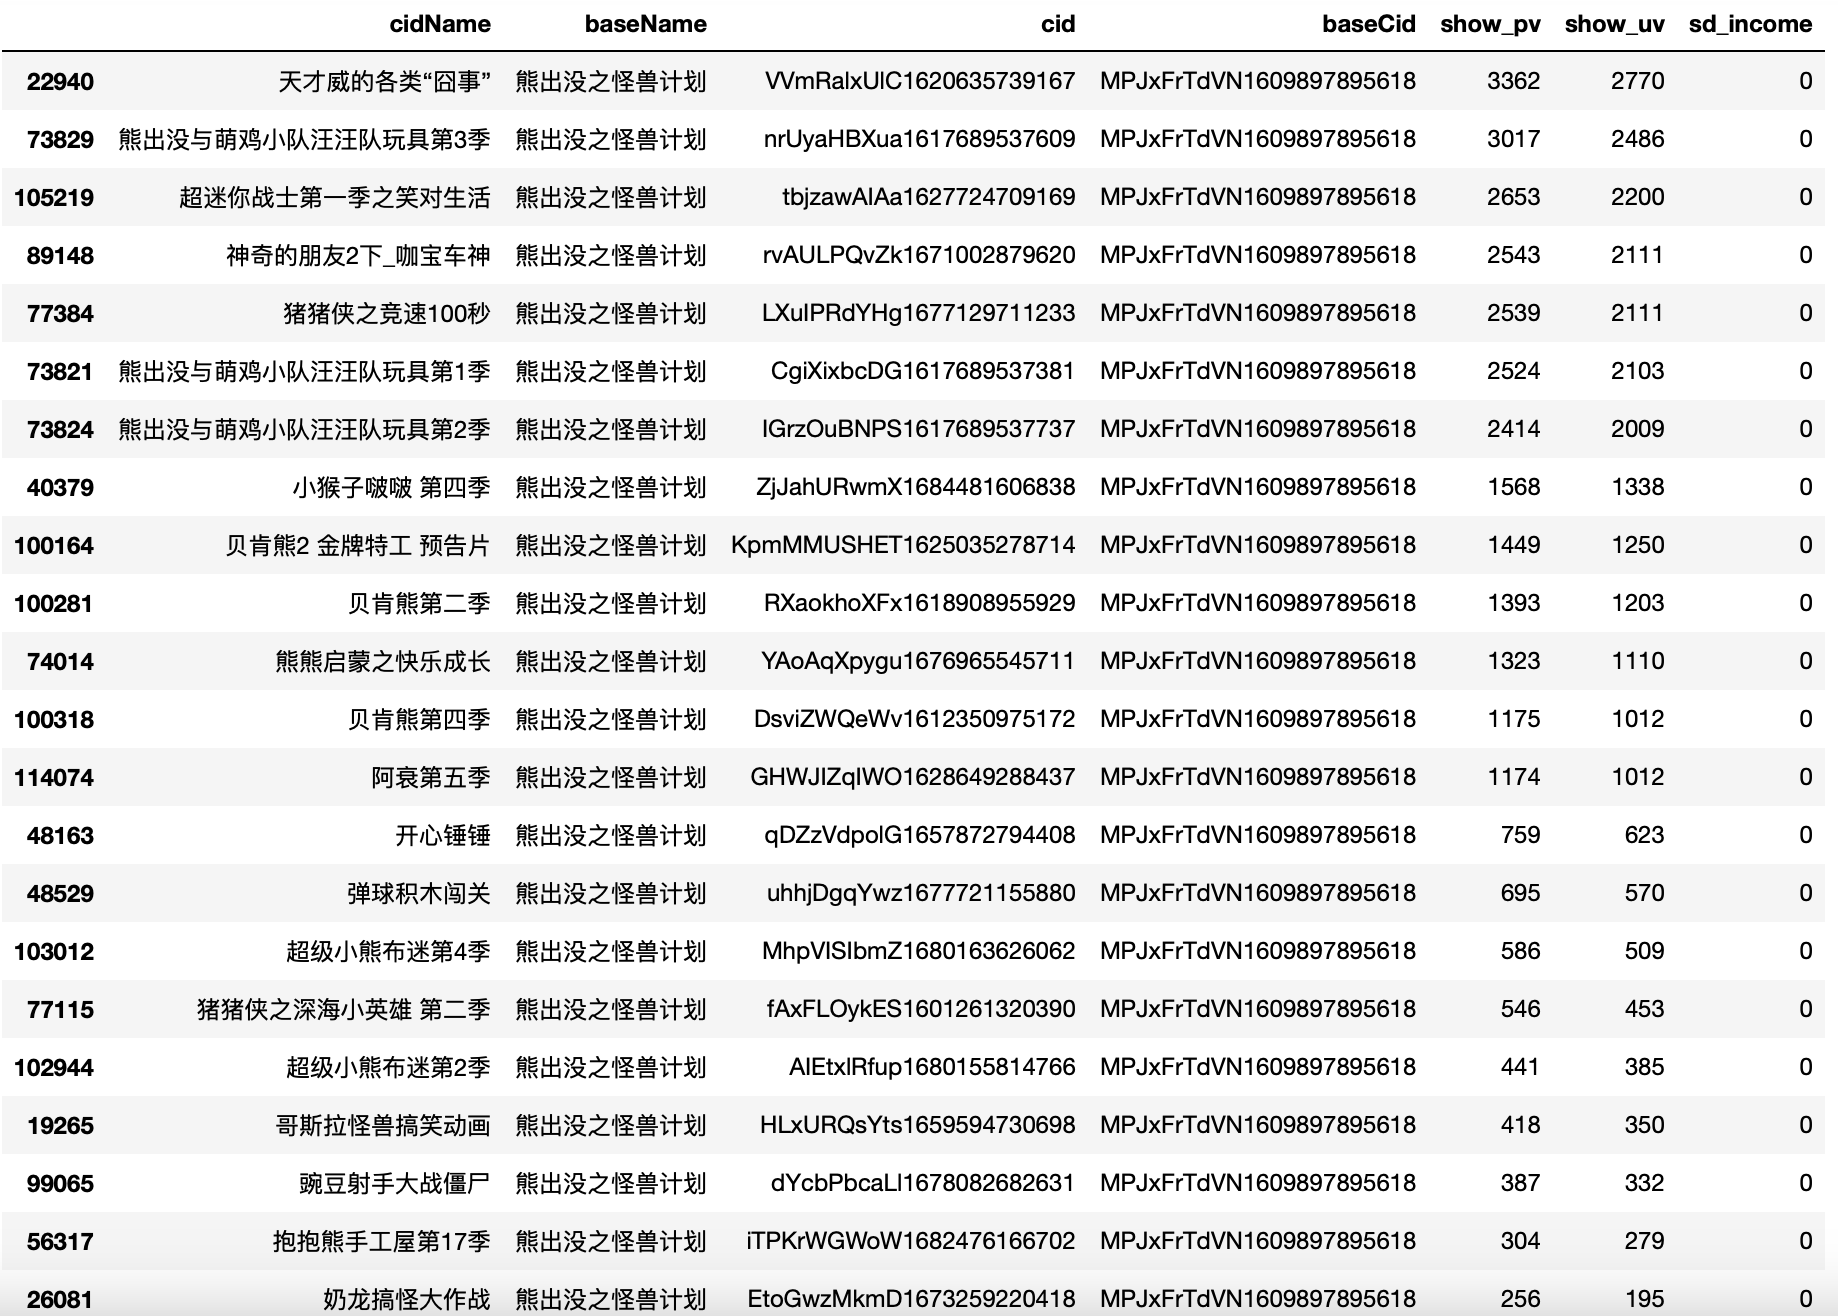 cidName baseName cid baseCid show_pv show_uv sd_income
22940 天才威的各类“囧事” 熊出没之怪兽计划 VVmRalxUIC1620635739167 MPJxFrTdVN1609897895618 3362 2770 0
73829 熊出没与萌鸡小队汪汪队玩具第3季 熊出没之怪兽计划 nrUyaHBXua1617689537609 MPJxFrTdVN1609897895618 3017 2486 0
105219 超迷你战士第一季之笑对生活 熊出没之怪兽计划 tbjzawAIAa1627724709169 MPJxFrTdVN1609897895618 2653 2200 0
89148 神奇的朋友2下_咖宝车神 熊出没之怪兽计划 rvAULPQvZk1671002879620 MPJxFrTdVN1609897895618 2543 2111 0
77384 猪猪侠之竞速100秒 熊出没之怪兽计划 LXuIPRdYHg1677129711233 MPJxFrTdVN1609897895618 2539 2111 0
73821 熊出没与萌鸡小队汪汪队玩具第1季 熊出没之怪兽计划 CgiXixbcDG1617689537381 MPJxFrTdVN1609897895618 2524 2103 0
73824 熊出没与萌鸡小队汪汪队玩具第2季 熊出没之怪兽计划 IGrzOuBNPS1617689537737 MPJxFrTdVN1609897895618 2414 2009 0
40379 小猴子啵啵 第四季 熊出没之怪兽计划 ZjJahURwmX1684481606838 MPJxFrTdVN1609897895618 1568 1338 0
100164 贝肯熊2 金牌特工 预告片 熊出没之怪兽计划 KpmMMUSHET1625035278714 MPJxFrTdVN1609897895618 1449 1250 0
100281 贝肯熊第二季 熊出没之怪兽计划 RXaokhoXFx1618908955929 MPJxFrTdVN1609897895618 1393 1203 0
74014 熊熊启蒙之快乐成长 熊出没之怪兽计划 YAoAqXpygu1676965545711 MPJxFrTdVN1609897895618 1323 1110 0
100318 贝肯熊第四季 熊出没之怪兽计划 DsviZWQeWv1612350975172 MPJxFrTdVN1609897895618 1175 1012 0
114074 阿衰第五季 熊出没之怪兽计划 GHWJIZqIWO1628649288437 MPJxFrTdVN1609897895618 1174 1012 0
48163 开心锤锤 熊出没之怪兽计划 qDZzVdpolG1657872794408 MPJxFrTdVN1609897895618 759 623 0
48529 弹球积木闯关 熊出没之怪兽计划 uhhjDgqYwz1677721155880 MPJxFrTdVN1609897895618 695 570 0
103012 超级小熊布迷第4季 熊出没之怪兽计划 MhpVlSIbmZ1680163626062 MPJxFrTdVN1609897895618 586 509 0
77115 猪猪侠之深海小英雄 第二季 熊出没之怪兽计划 fAxFLOykES1601261320390 MPJxFrTdVN1609897895618 546 453 0
102944 超级小熊布迷第2季 熊出没之怪兽计划 AlEtxlRfup1680155814766 MPJxFrTdVN1609897895618 441 385 0
19265 哥斯拉怪兽搞笑动画 熊出没之怪兽计划 HLxURQsYts1659594730698 MPJxFrTdVN1609897895618 418 350 0
99065 豌豆射手大战僵尸 熊出没之怪兽计划 dYcbPbcaLl1678082682631 MPJxFrTdVN1609897895618 387 332 0
56317 抱抱熊手工屋第17季 熊出没之怪兽计划 iTPKrWGWoW1682476166702 MPJxFrTdVN1609897895618 304 279 0
26081 奶龙搞怪大作战 熊出没之怪兽计划 EtoGwzMkmD1673259220418 MPJxFrTdVN1609897895618 256 195 0